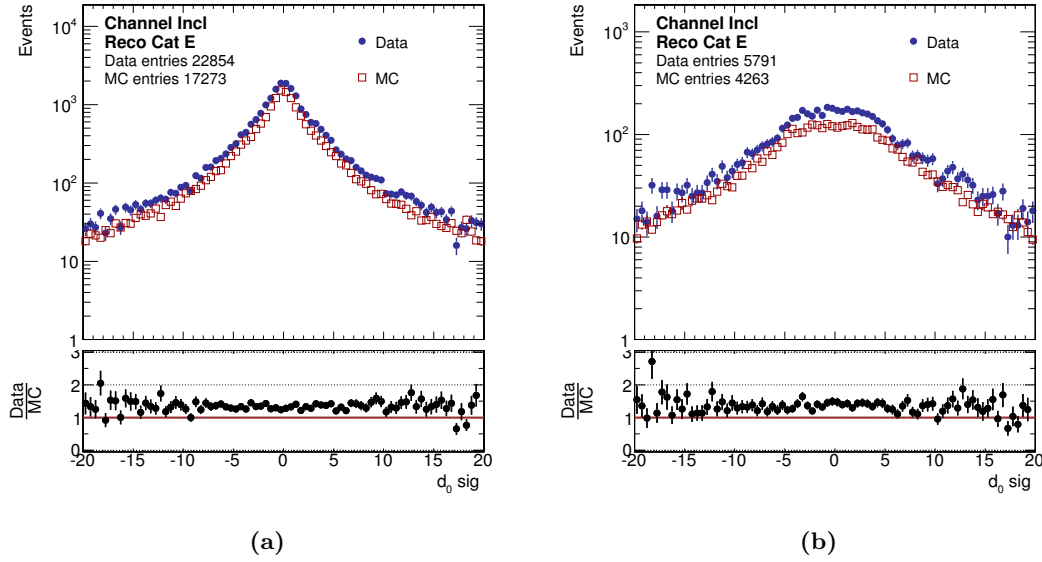 Events
10⁴
10³
10²
10
1
Channel Incl
Reco Cat E
Data entries 22854
MC entries 17273
Data
MC
Data
MC
3
2
1
0
-20 -15 -10 -5 0 5 10 15 20
d₀ sig
(a)
Events
10³
10²
10
1
Channel Incl
Reco Cat E
Data entries 5791
MC entries 4263
Data
MC
Data
MC
3
2
1
0
-20 -15 -10 -5 0 5 10 15 20
d₀ sig
(b)